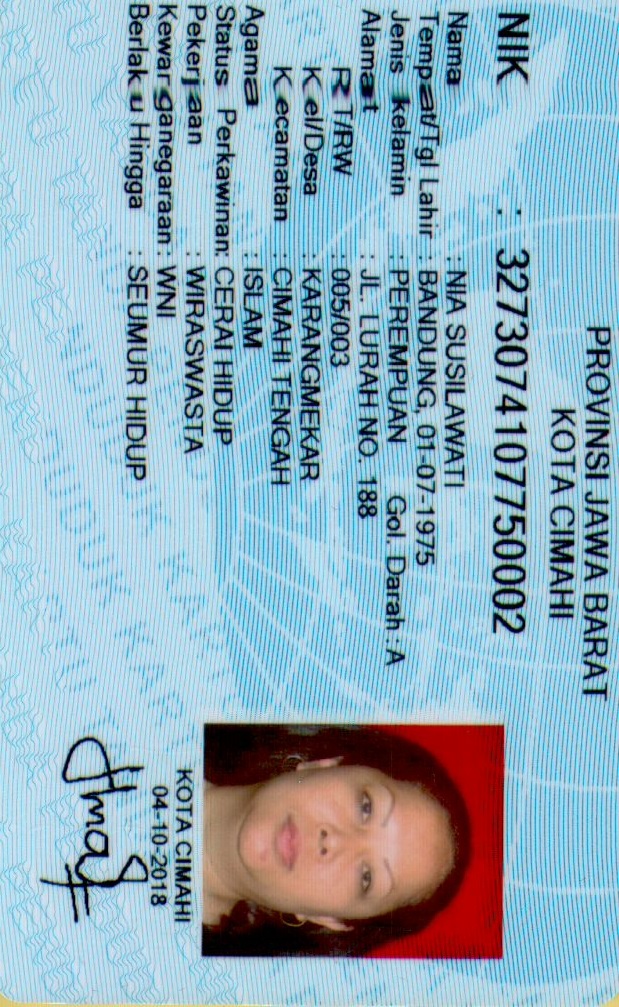 PROVINSI JAWA BARAT
KOTA CIMAHI
NIK : 3273074107750002
Nama : NIA SUSILAWATI
Tempat/Tgl Lahir : BANDUNG, 01-07-1975
Jenis kelamin : PEREMPUAN Gol. Darah : A
Alamat : JL. LURAH NO. 188
RT/RW : 005/003
Kel/Desa : KARANGMEKAR
Kecamatan : CIMAHI TENGAH
Agama : ISLAM
Status Perkawinan: CERAI HIDUP
Pekerjaan : WIRASWASTA
Kewarganegaraan : WNI
Berlaku Hingga : SEUMUR HIDUP
KOTA CIMAHI
04-10-2018